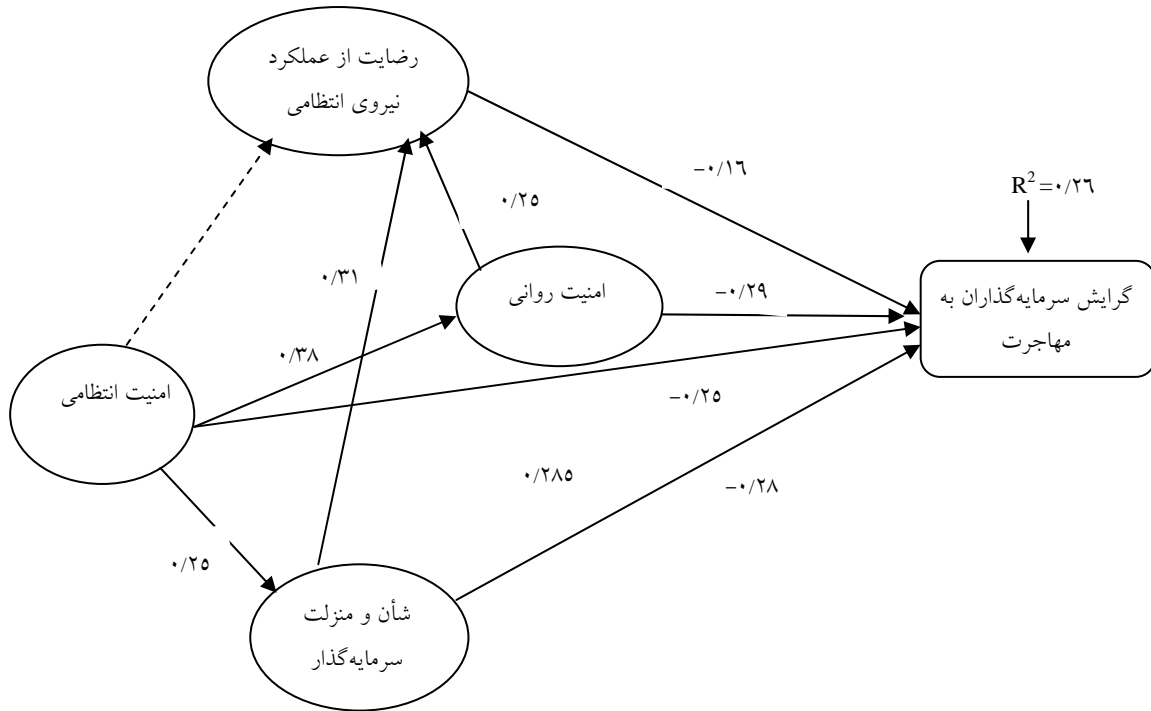 رضایت از عملکرد
نیروی انتظامی
-۰/۱۶
R²=۰/۲۶
۰/۲۵
گرایش سرمایه‌گذاران به
مهاجرت
امنیت روانی
-۰/۲۹
۰/۳۱
۰/۳۸
امنیت انتظامی
-۰/۲۵
۰/۲۸۵
-۰/۲۸
۰/۲۵
شأن و منزلت
سرمایه‌گذار